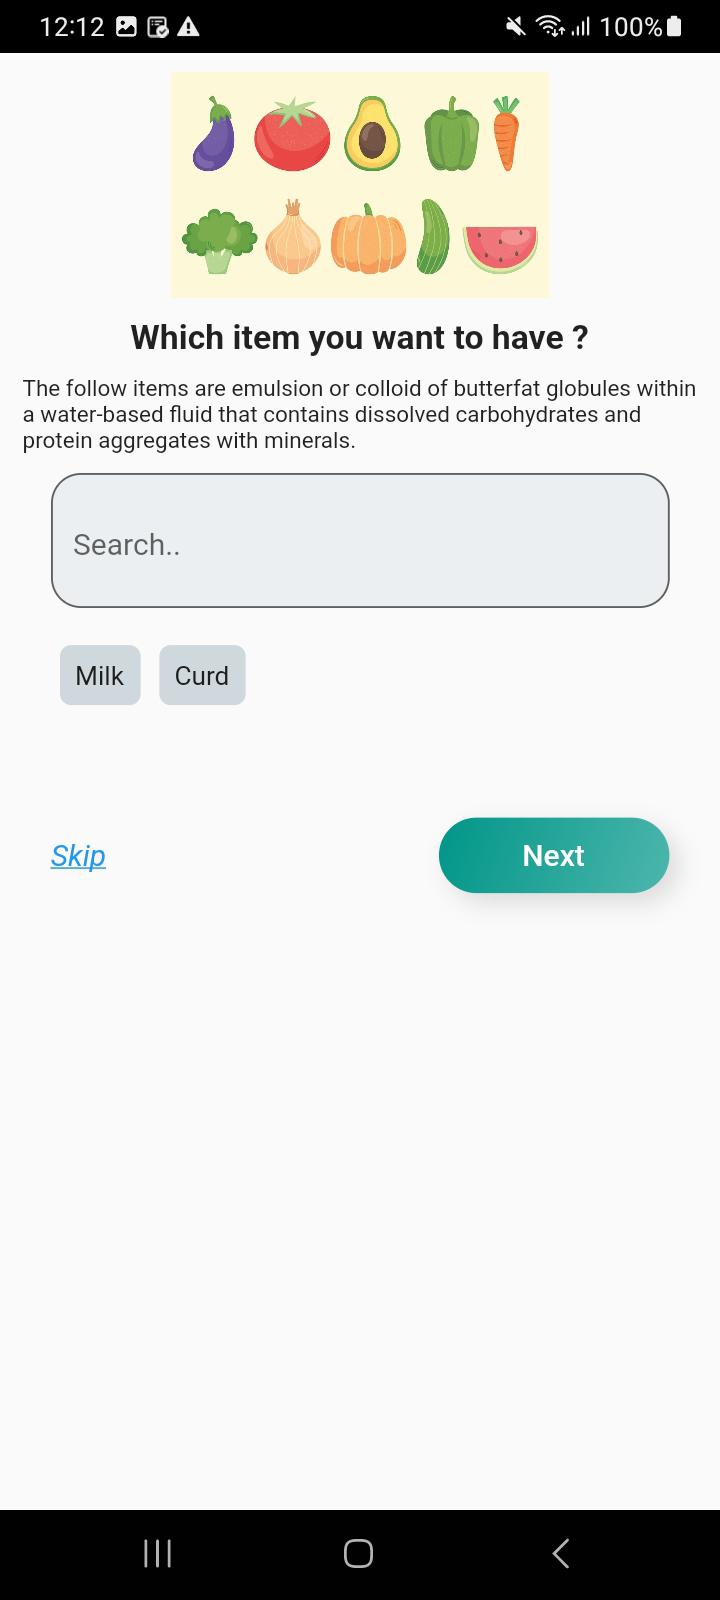 12:12 100%
Which item you want to have ?
The follow items are emulsion or colloid of butterfat globules within
a water-based fluid that contains dissolved carbohydrates and
protein aggregates with minerals.
Search..
Milk Curd
Skip Next